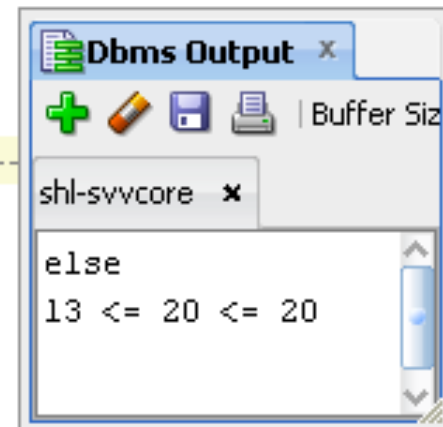 Dbms Output x
Buffer Siz
shl-svvcore x
else
13 <= 20 <= 20